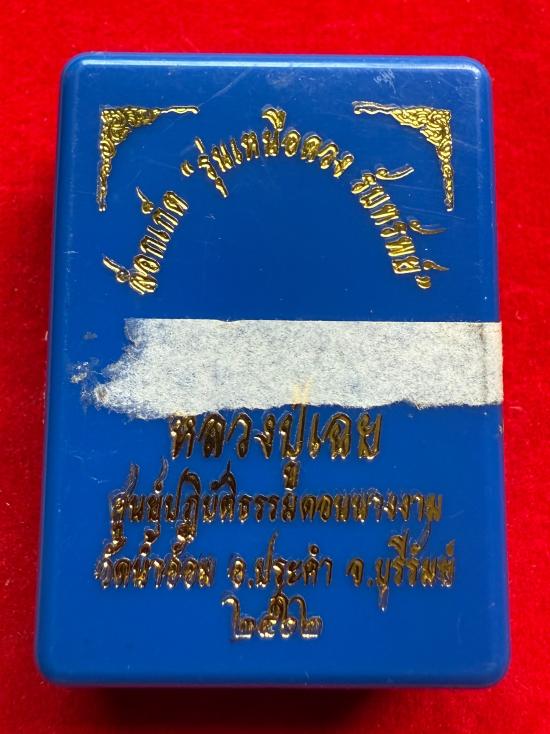 ล็อกเก็ต "รุ่นเหนือดวง รับทรัพย์"
หลวงปู่เฉย
ศูนย์ปฏิบัติธรรมดอนนางงาม
วัดน้ำอ้อม อ.ปะคำ จ.บุรีรัมย์
๒๕๖๒